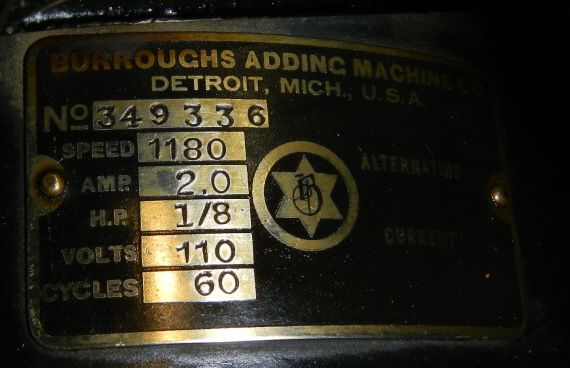 BURROUGHS ADDING MACHINE CO.
DETROIT, MICH., U.S.A.
No 349336
SPEED 1180
AMP. 2.0
H.P. 1/8
VOLTS 110
CYCLES 60
ALTERNATING
CURRENT